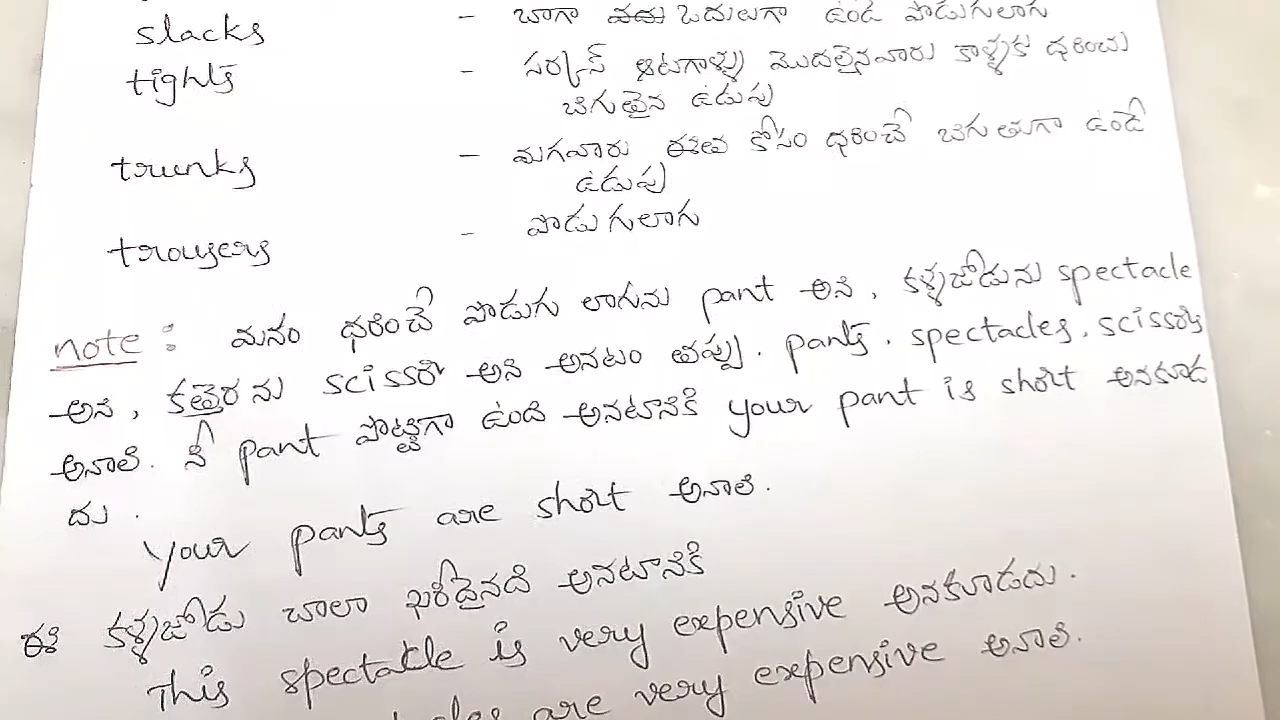 slacks - బాగా ఒదులుగా ఉండే పొడుగులాగు
tights - సర్కస్ ఆటగాళ్ళు మొదలైనవారు కాళ్ళకు ధరించు
బిగుతైన ఉడుపు
trunks - మగవారు ఈత కోసం ధరించే బిగుతుగా ఉండే
ఉడుపు
trousers - పొడుగులాగు
note : మనం ధరించే పొడుగు లాగును pant అని, కళ్ళజోడును spectacle
అని, కత్తెరను scissor అని అనటం తప్పు. pants. spectacles, scissors
అనాలి. నీ pant పొట్టిగా ఉంది అనటానికి your pant is short అనకూడ
దు.
Your pants are short అనాలి.
ఈ కళ్ళజోడు చాలా ఖరీదైనది అనటానికి
This spectacle is very expensive అనకూడదు.
are very expensive అనాలి.